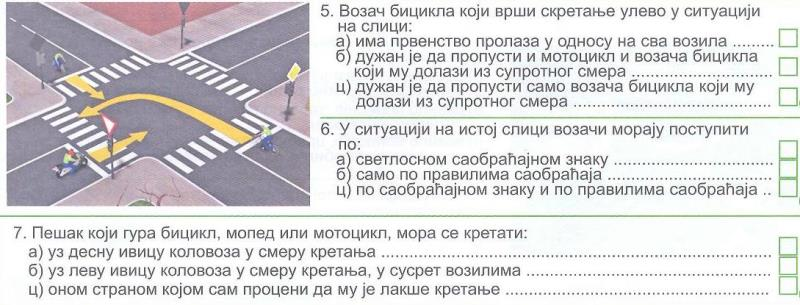 5. Возач бицикла који врши скретање улево у ситуацији
на слици:
а) има првенство пролаза у односу на сва возила .........
б) дужан је да пропусти и мотоцикл и возача бицикла
који му долази из супротног смера .............................
ц) дужан је да пропусти само возача бицикла који му
долази из супротног смера ........................................
6. У ситуацији на истој слици возачи морају поступити
по:
а) светлосном саобраћајном знаку ..............................
б) само по правилима саобраћаја ................................
ц) по саобраћајном знаку и по правилима саобраћаја ..
7. Пешак који гура бицикл, мопед или мотоцикл, мора се кретати:
а) уз десну ивицу коловоза у смеру кретања ......................................................
б) уз леву ивицу коловоза у смеру кретања, у сусрет возилима ...................................
ц) оном страном којом сам процени да му је лакше кретање .......................................